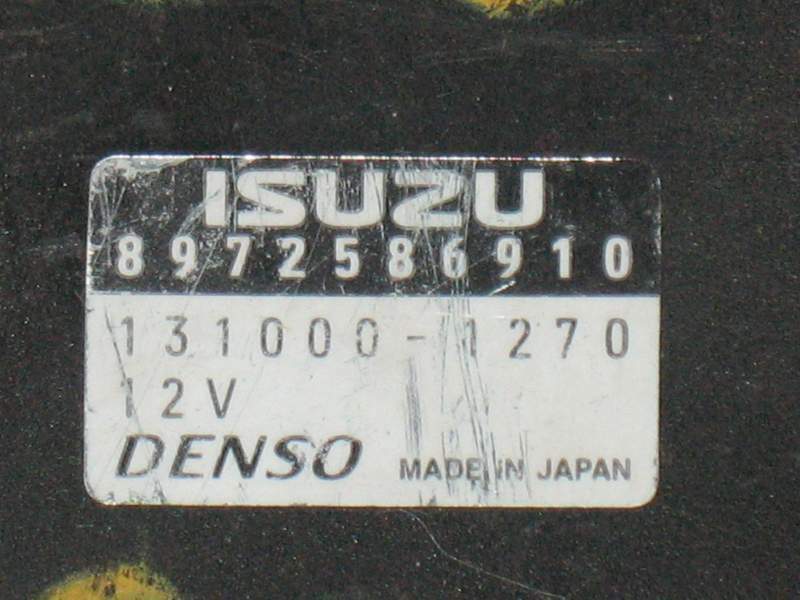 ISUZU
8972586910
131000-1270
12V
DENSO MADE IN JAPAN